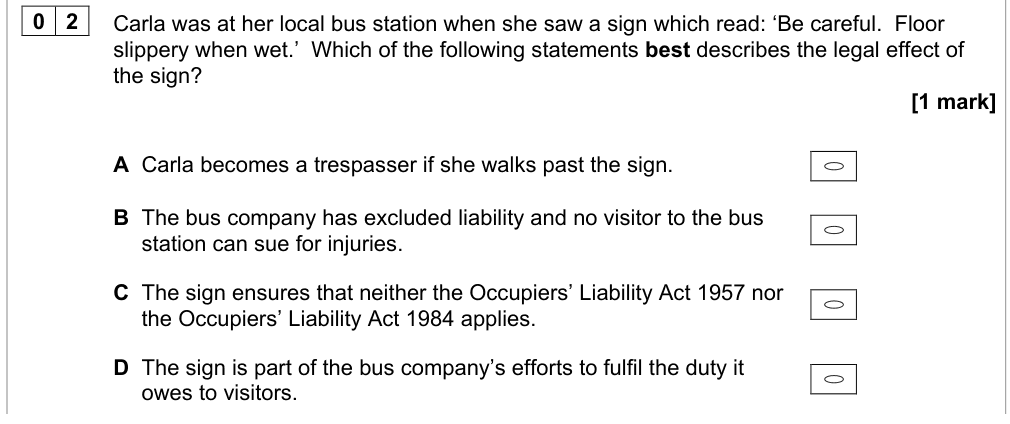 0 2 Carla was at her local bus station when she saw a sign which read: ‘Be careful. Floor
slippery when wet.’ Which of the following statements best describes the legal effect of
the sign?
[1 mark]
A Carla becomes a trespasser if she walks past the sign.
B The bus company has excluded liability and no visitor to the bus
station can sue for injuries.
C The sign ensures that neither the Occupiers’ Liability Act 1957 nor
the Occupiers’ Liability Act 1984 applies.
D The sign is part of the bus company’s efforts to fulfil the duty it
owes to visitors.